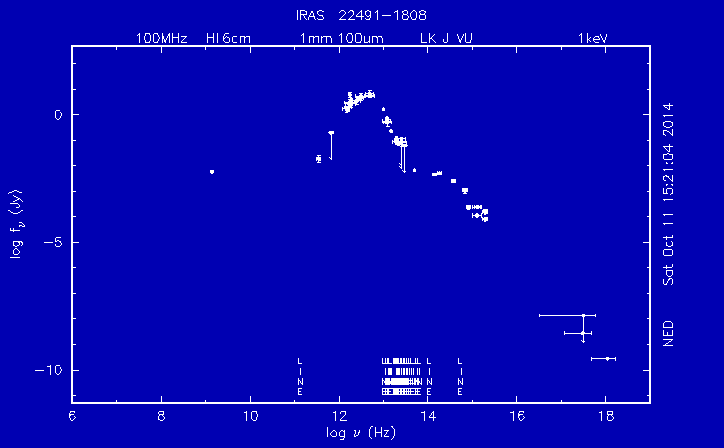 IRAS 22491-1808
100MHz HI 6cm 1mm 100um LK J VU 1keV
0
-5
-10
log fν (Jy)
L L L
I I I
N N N
E E E
6 8 10 12 14 16 18
log ν (Hz)
NED Sat Oct 11 15:21:04 2014